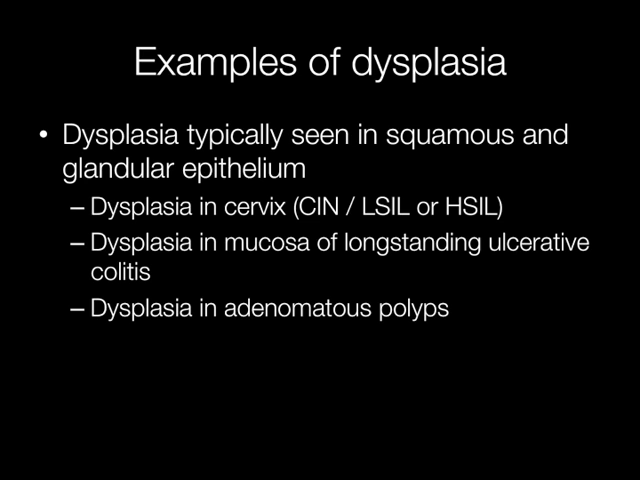 Examples of dysplasia
• Dysplasia typically seen in squamous and
glandular epithelium
– Dysplasia in cervix (CIN / LSIL or HSIL)
– Dysplasia in mucosa of longstanding ulcerative
colitis
– Dysplasia in adenomatous polyps